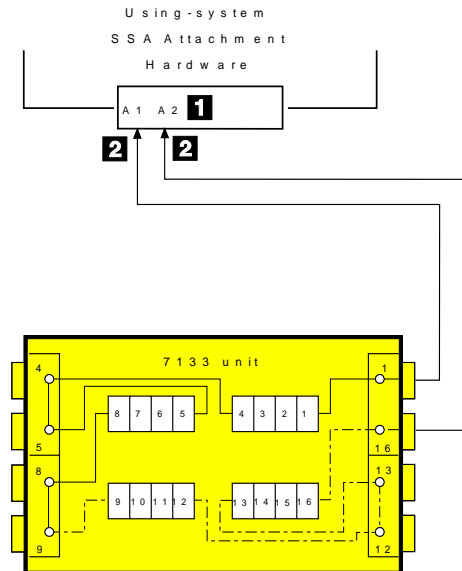 Using-system
SSA Attachment
Hardware
A1 A2 1
2 2
7133 unit
4 1
8 7 6 5 4 3 2 1
5 16
8 13
9 10 11 12 13 14 15 16
9 12